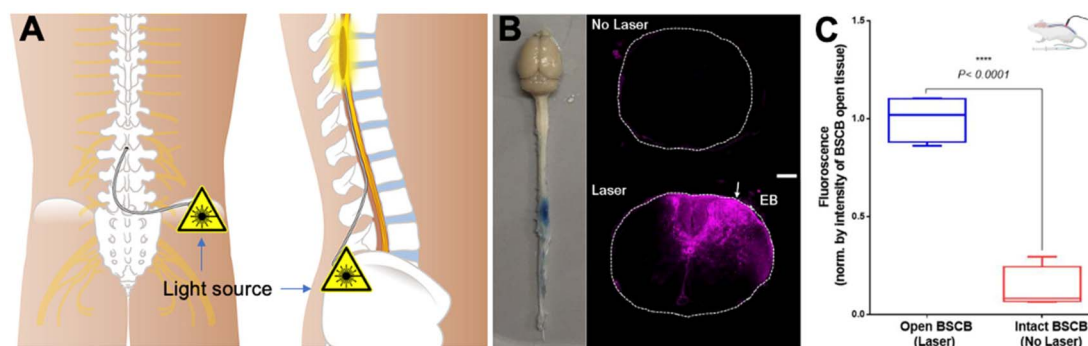 A
Light source
B
No Laser
Laser
EB
C
Fluorescence
(norm. by intensity of BSCB open tissue)
1.5
1.0
0.5
0.0
****
P< 0.0001
Open BSCB
(Laser)
Intact BSCB
(No Laser)